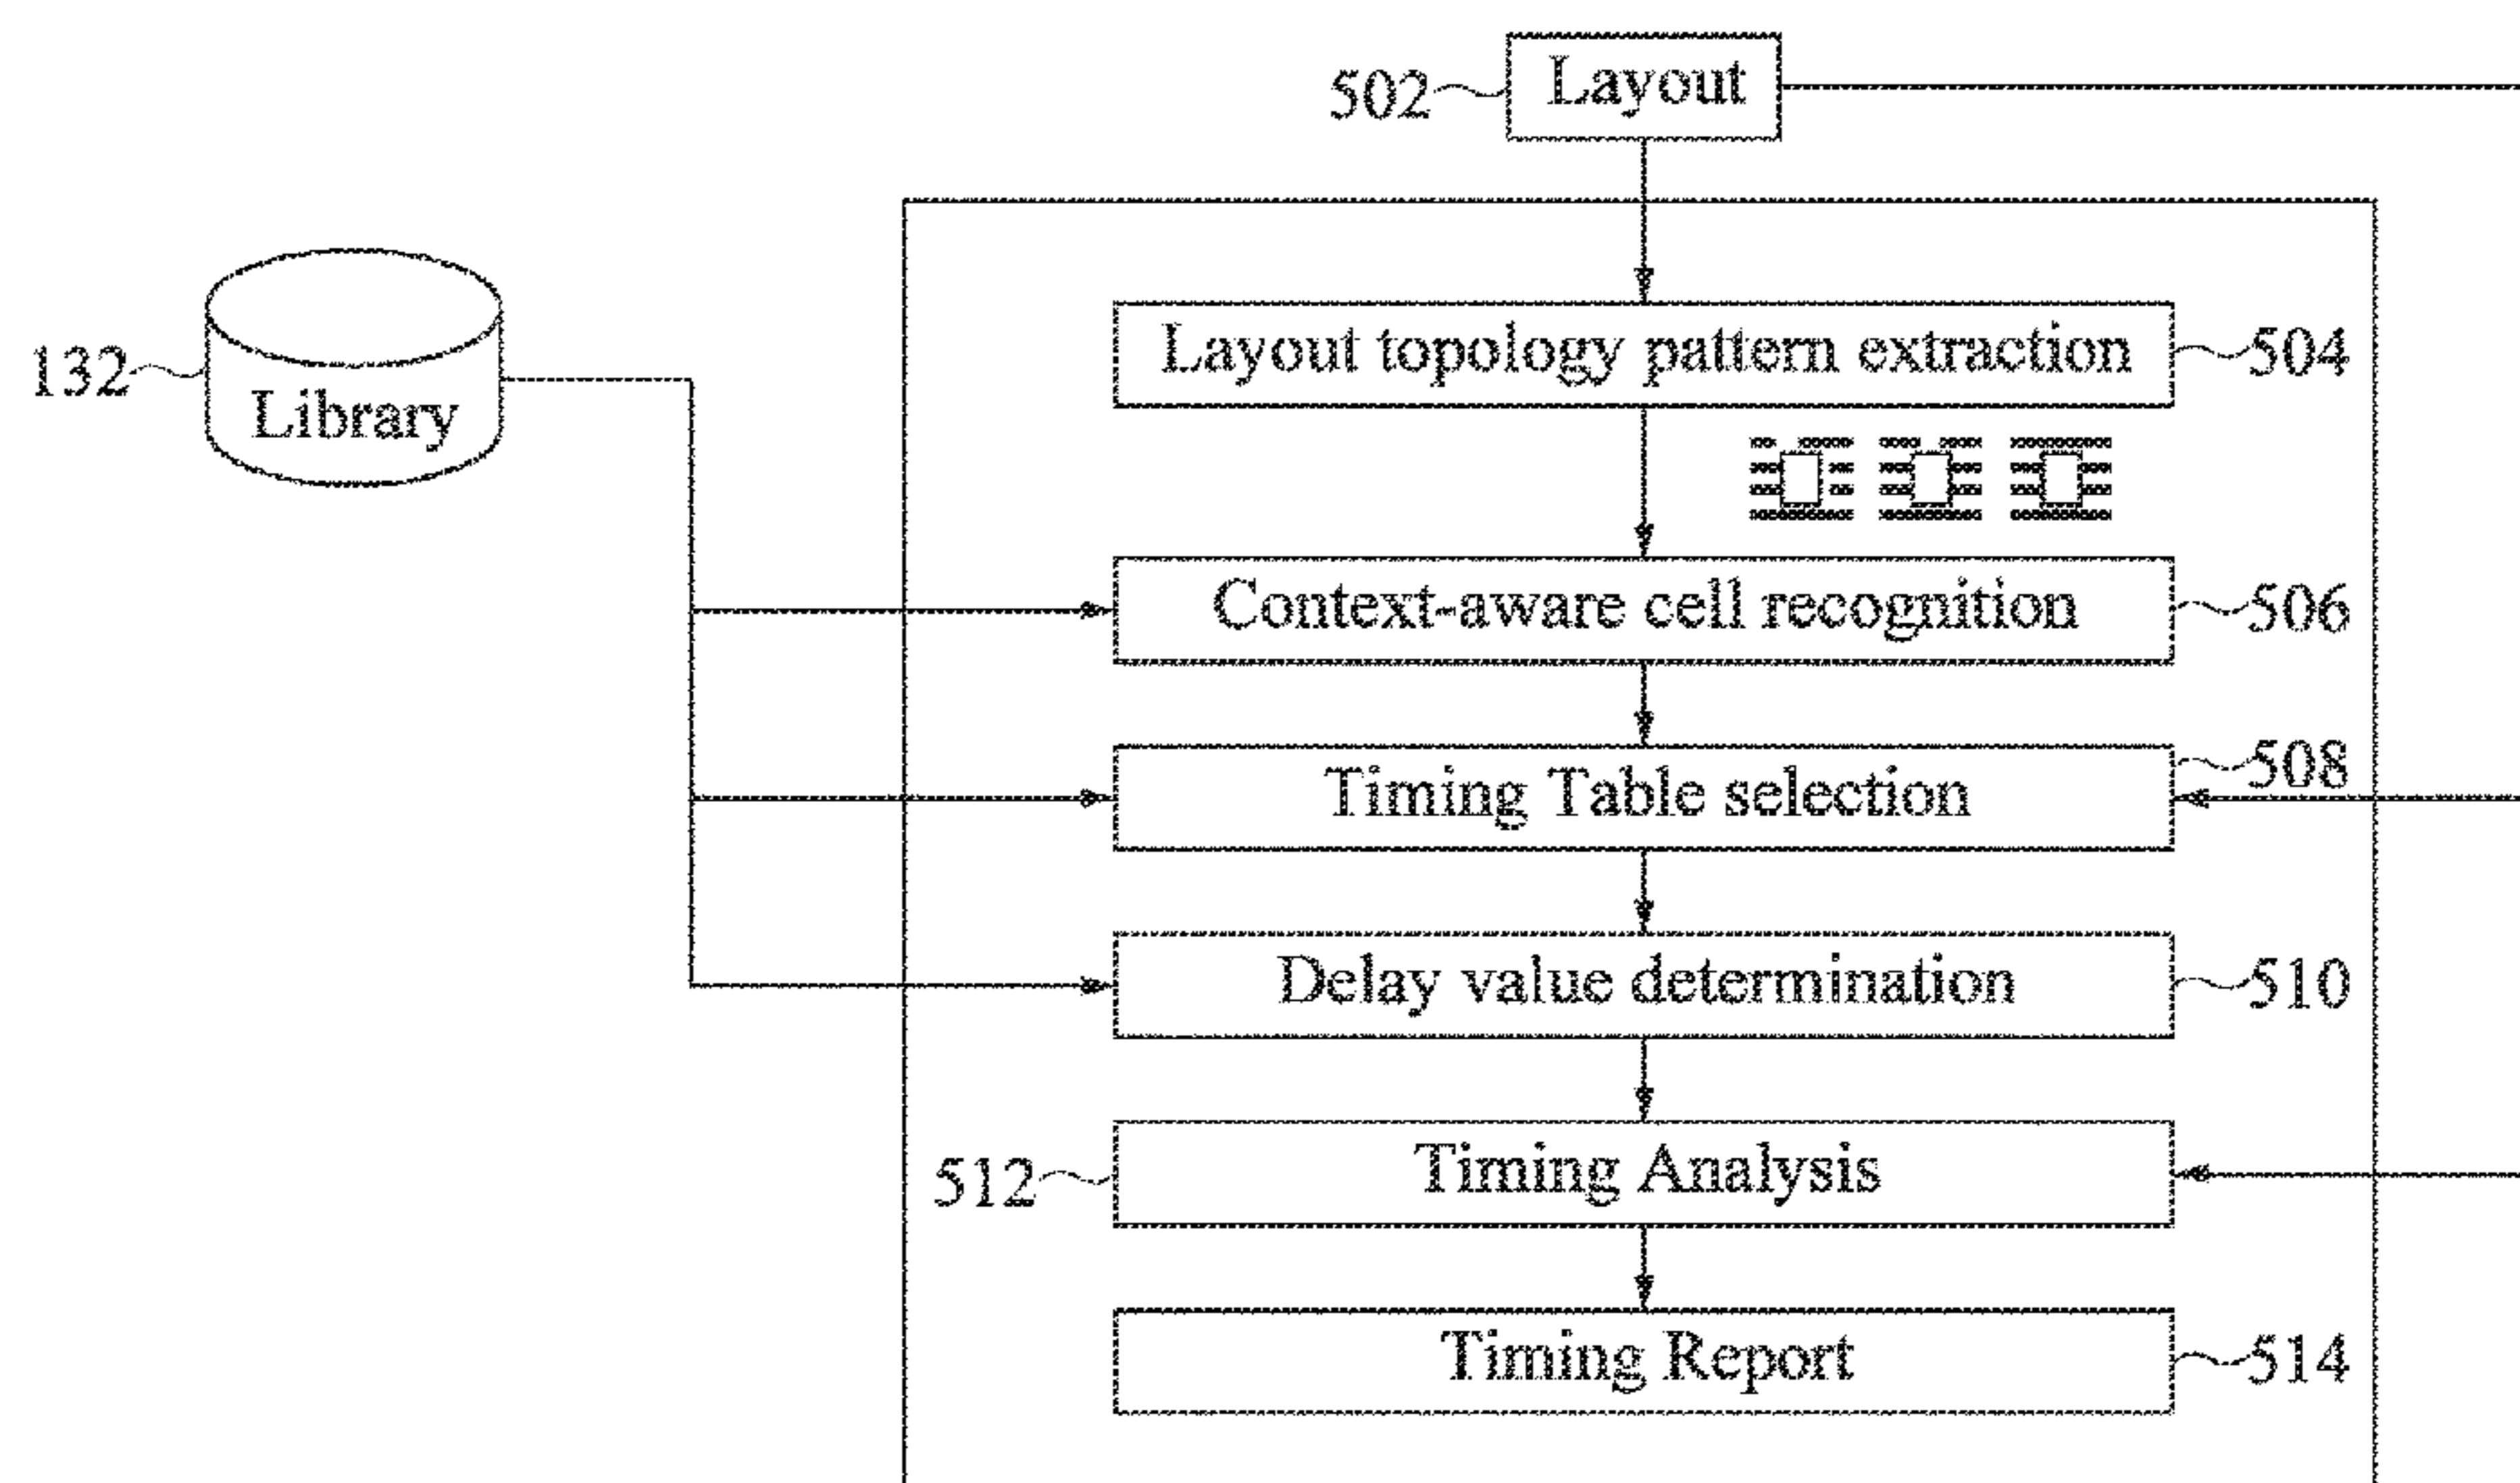 502 Layout
Layout topology pattern extraction 504
132 Library
Context-aware cell recognition 506
Timing Table selection 508
Delay value determination 510
512 Timing Analysis
Timing Report 514